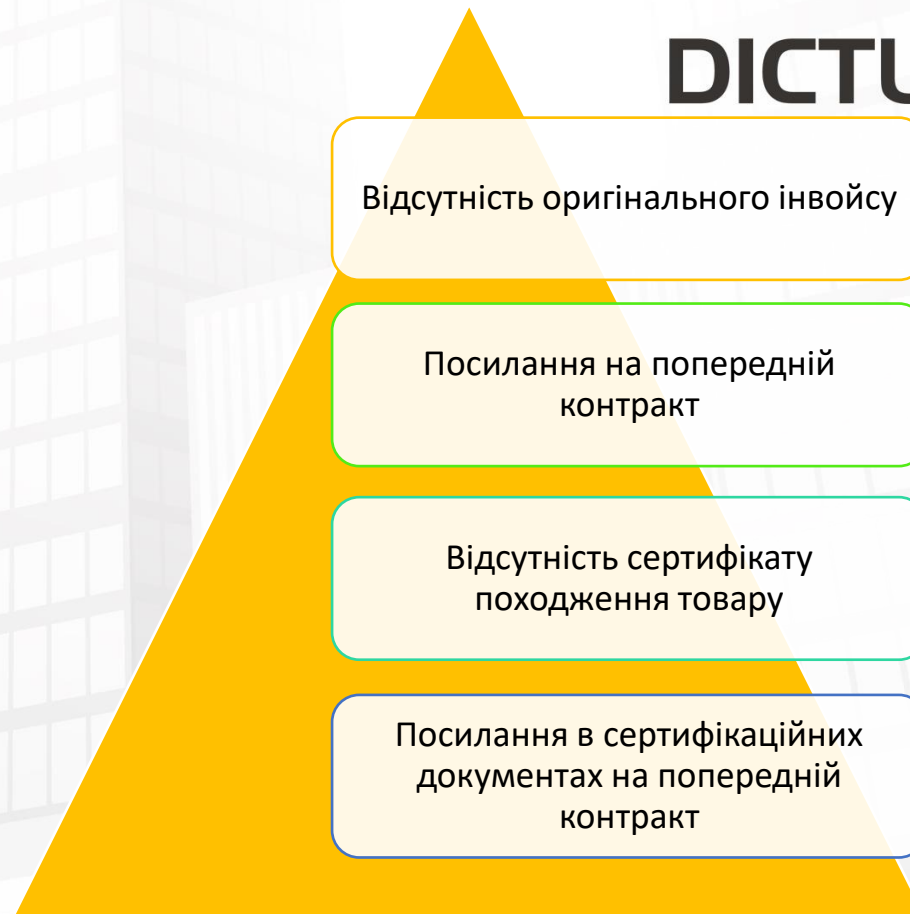 DICTU
Відсутність оригінального інвойсу
Посилання на попередній
контракт
Відсутність сертифікату
походження товару
Посилання в сертифікаційних
документах на попередній
контракт